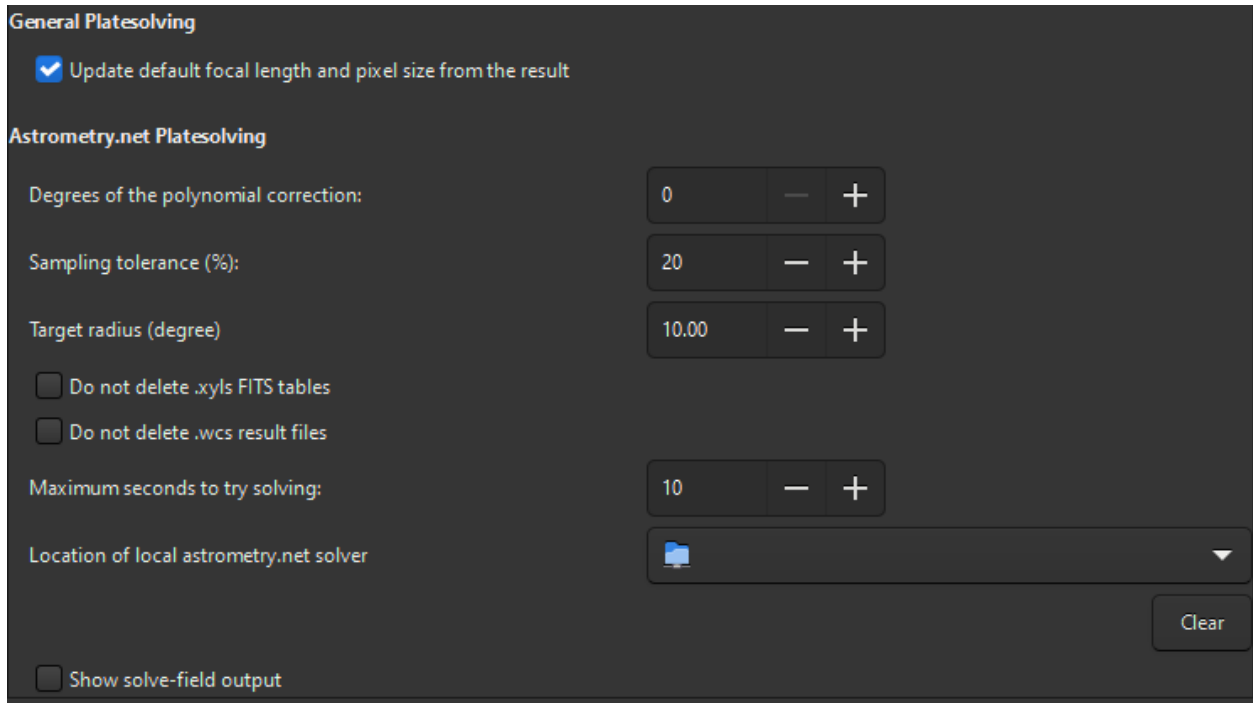 General Platesolving
Update default focal length and pixel size from the result
Astrometry.net Platesolving
Degrees of the polynomial correction: 0
Sampling tolerance (%): 20
Target radius (degree) 10.00
Do not delete .xyls FITS tables
Do not delete .wcs result files
Maximum seconds to try solving: 10
Location of local astrometry.net solver
Clear
Show solve-field output